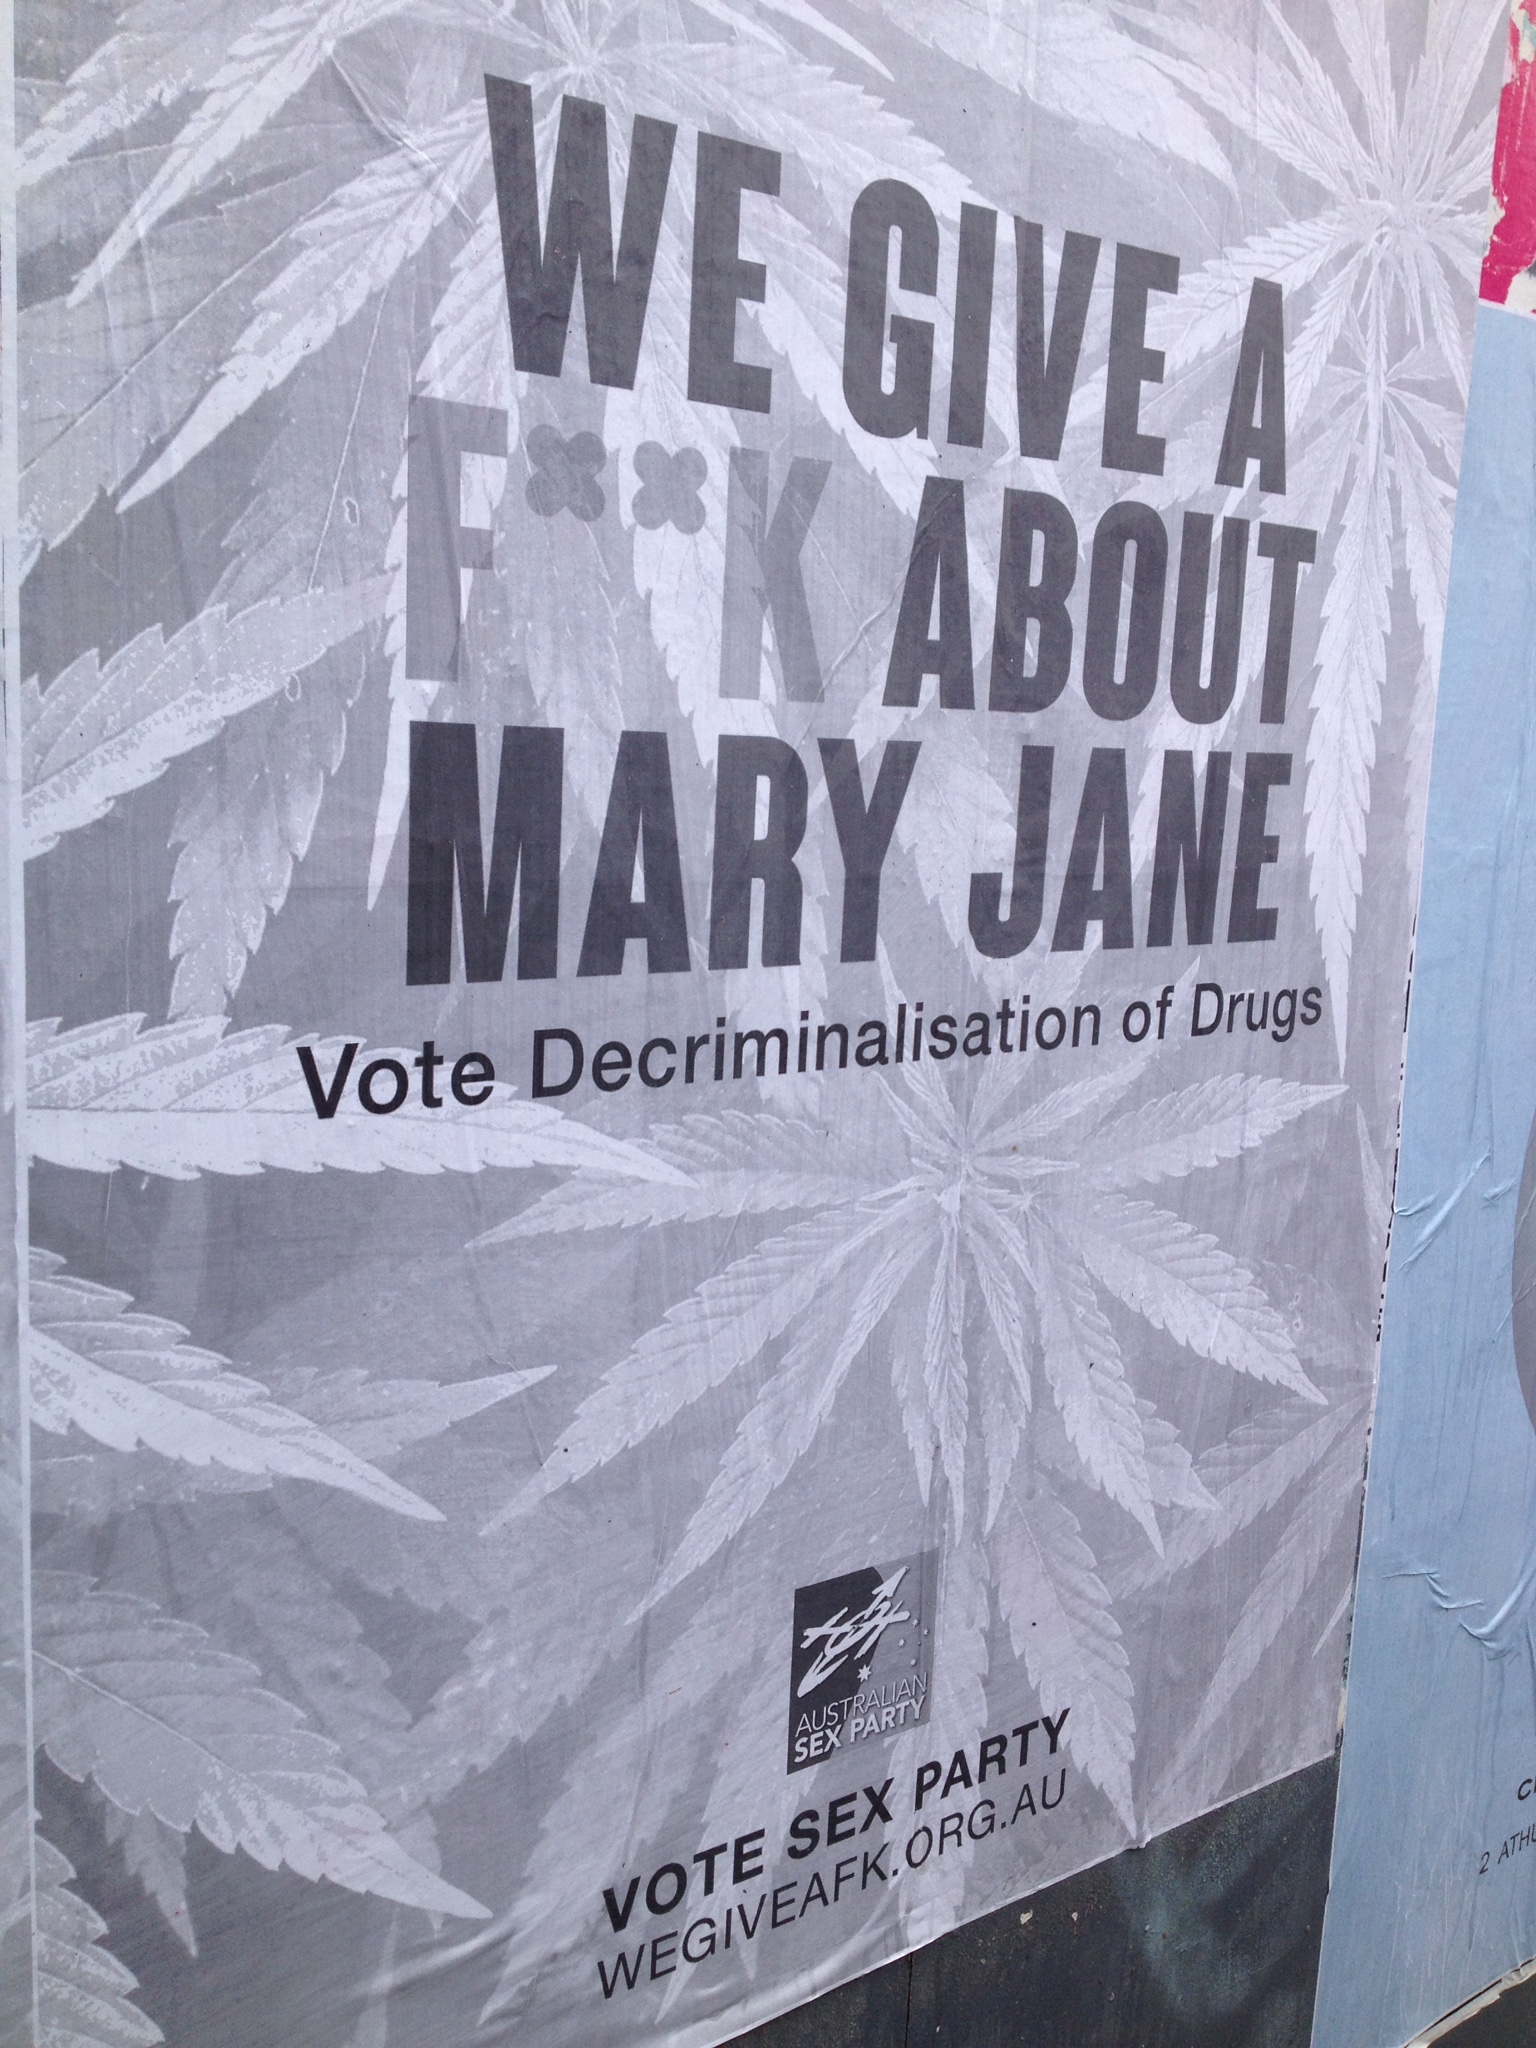 WE GIVE A
F**K ABOUT
MARY JANE
Vote Decriminalisation of Drugs
AUSTRALIAN
SEX PARTY
VOTE SEX PARTY
WEGIVEAFK.ORG.AU